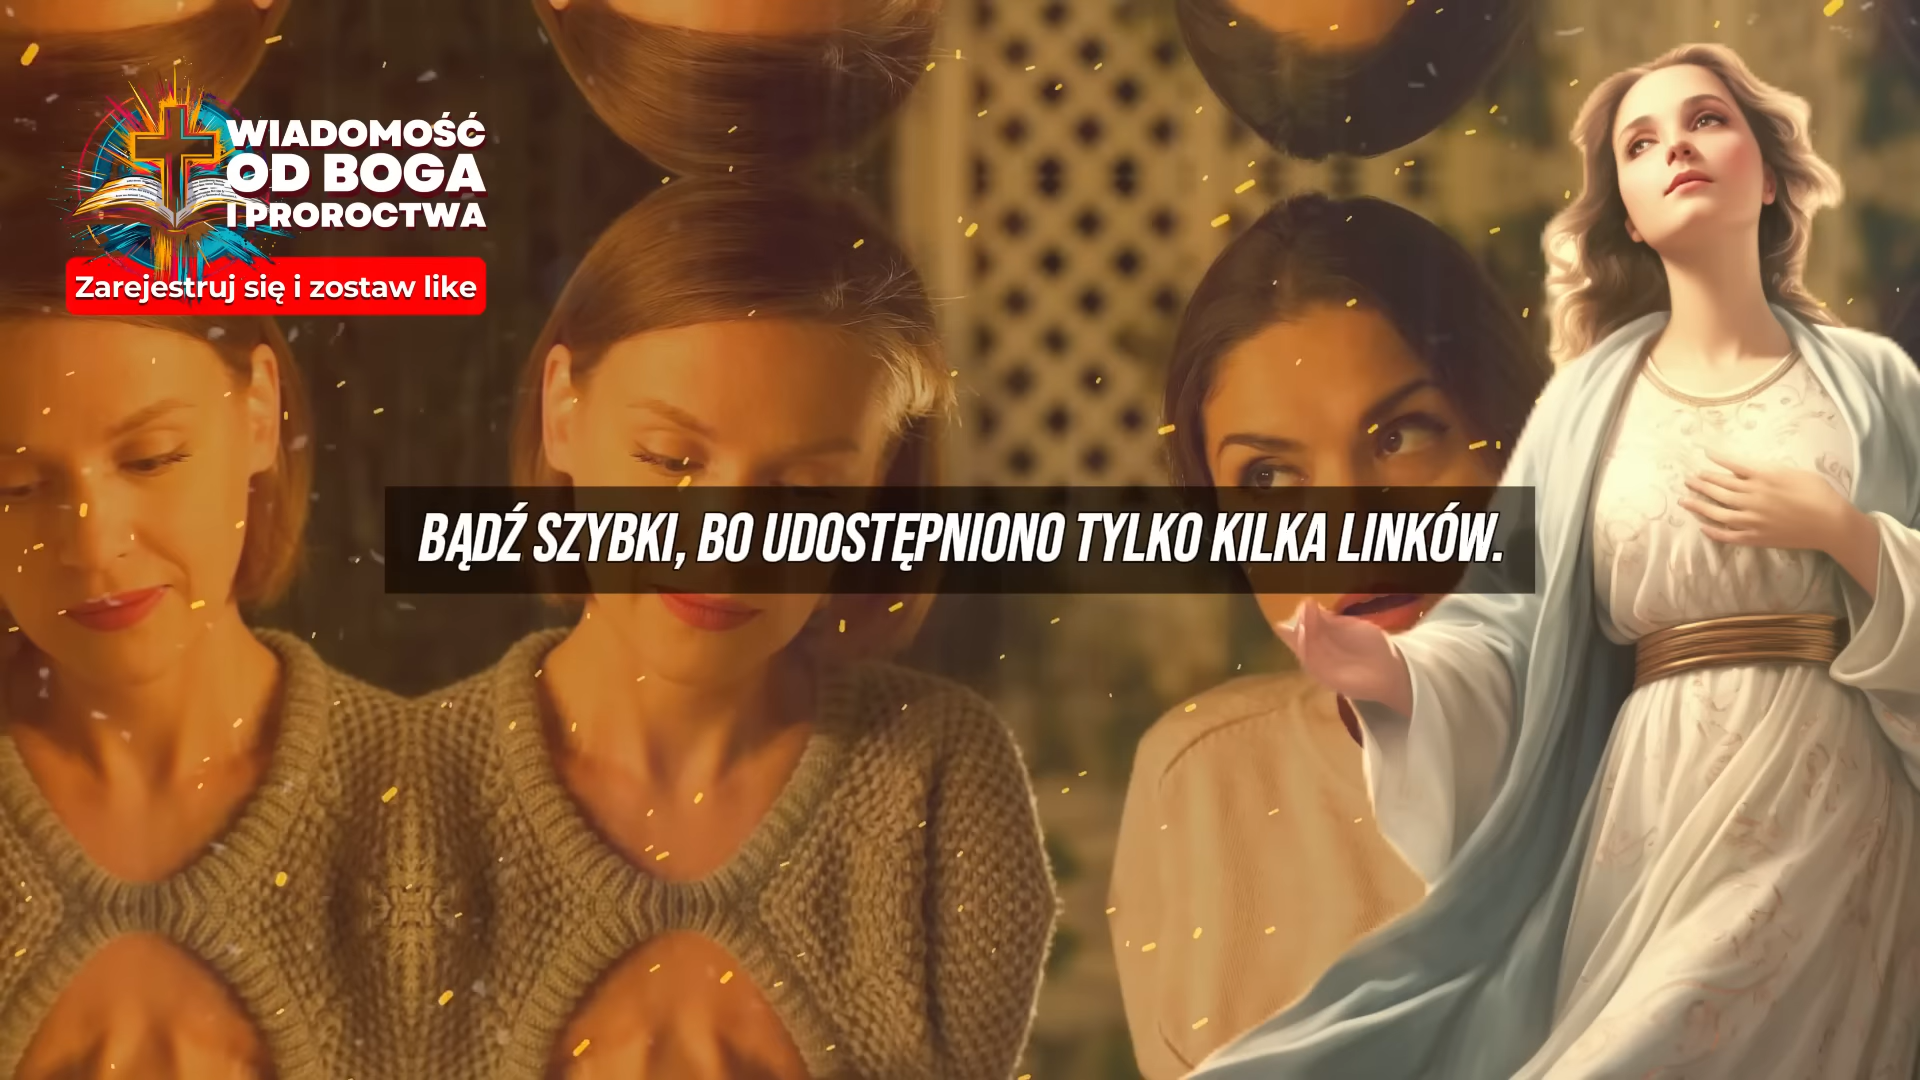 WIADOMOŚĆ
OD BOGA
I PROROCTWA
Zarejestruj się i zostaw like
BĄDŹ SZYBKI, BO UDOSTĘPNIONO TYLKO KILKA LINKÓW.